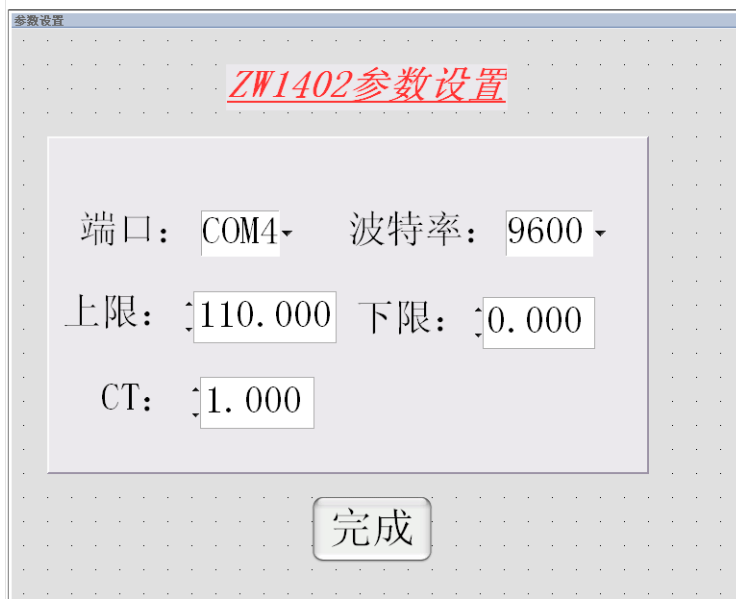 参数设置
ZW1402参数设置
端口： COM4 波特率： 9600
上限： 110.000 下限： 0.000
CT： 1.000
完成